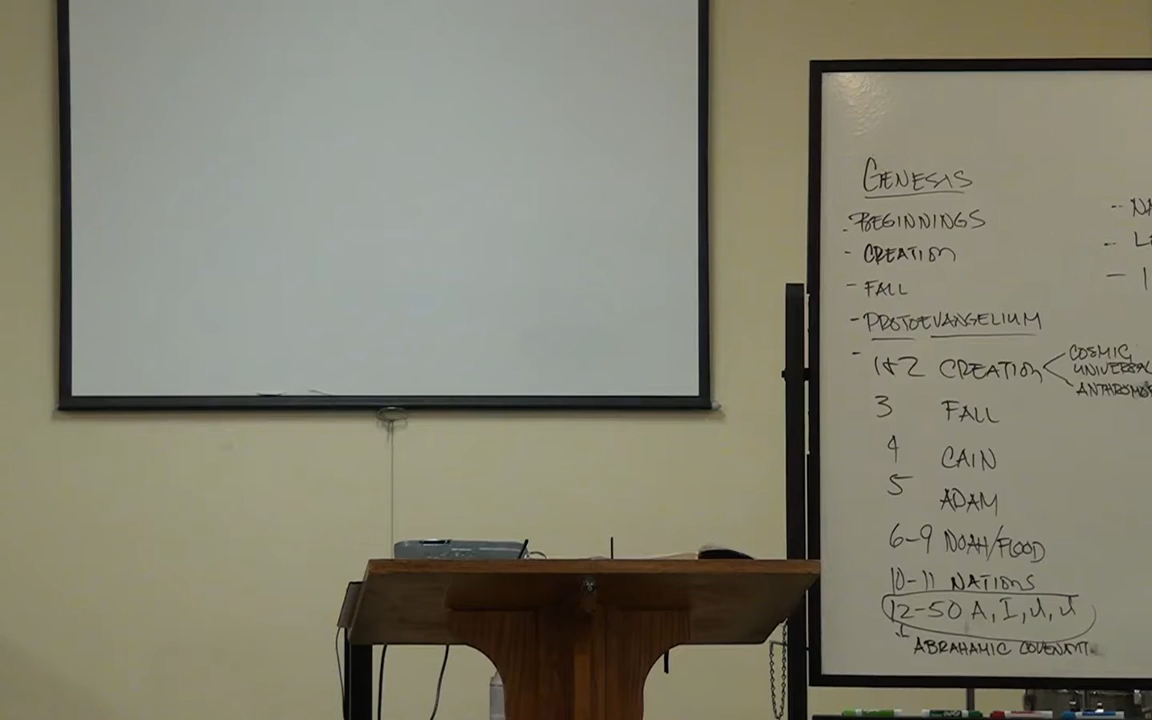 GENESIS
- BEGINNINGS
- CREATION
- FALL
- PROTOEVANGELIUM
- 1&2 CREATION < COSMIC
UNIVERSAL
3 FALL
4 CAIN
5 ADAM
6-9 NOAH/FLOOD
10-11 NATIONS
12-50 A, I, J, J
ABRAHAMIC COVENANT